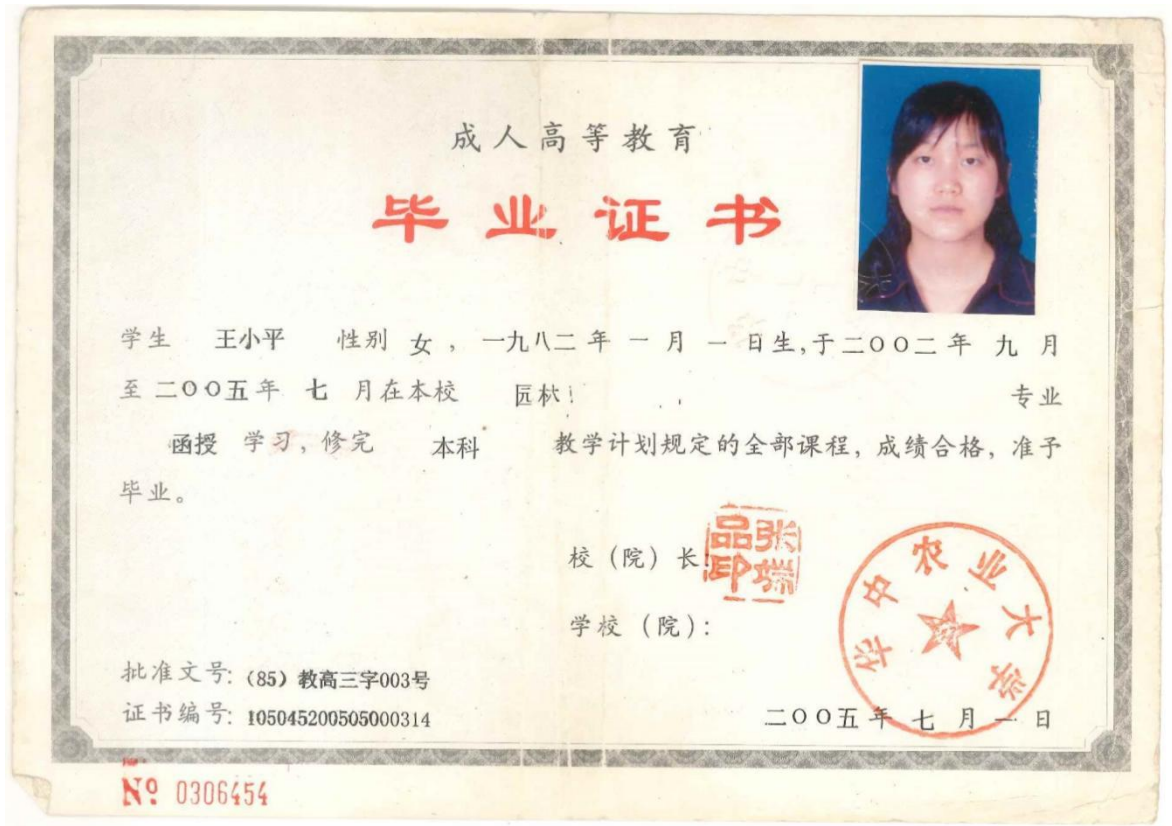 成人高等教育
毕业证书
学生 王小平 性别 女，一九八二年 一 月 一 日生,于二〇〇二年 九 月
至二〇〇五年 七 月在本校 专业
函授 学习，修完 本科 教学计划规定的全部课程，成绩合格，准予
毕业。
校（院）长:
张端品印
学校（院）:
华中农业大学
批准文号:（85）教高三字003号
证书编号: 105045200505000314
二〇〇五年 七 月 一 日
№ 0306454